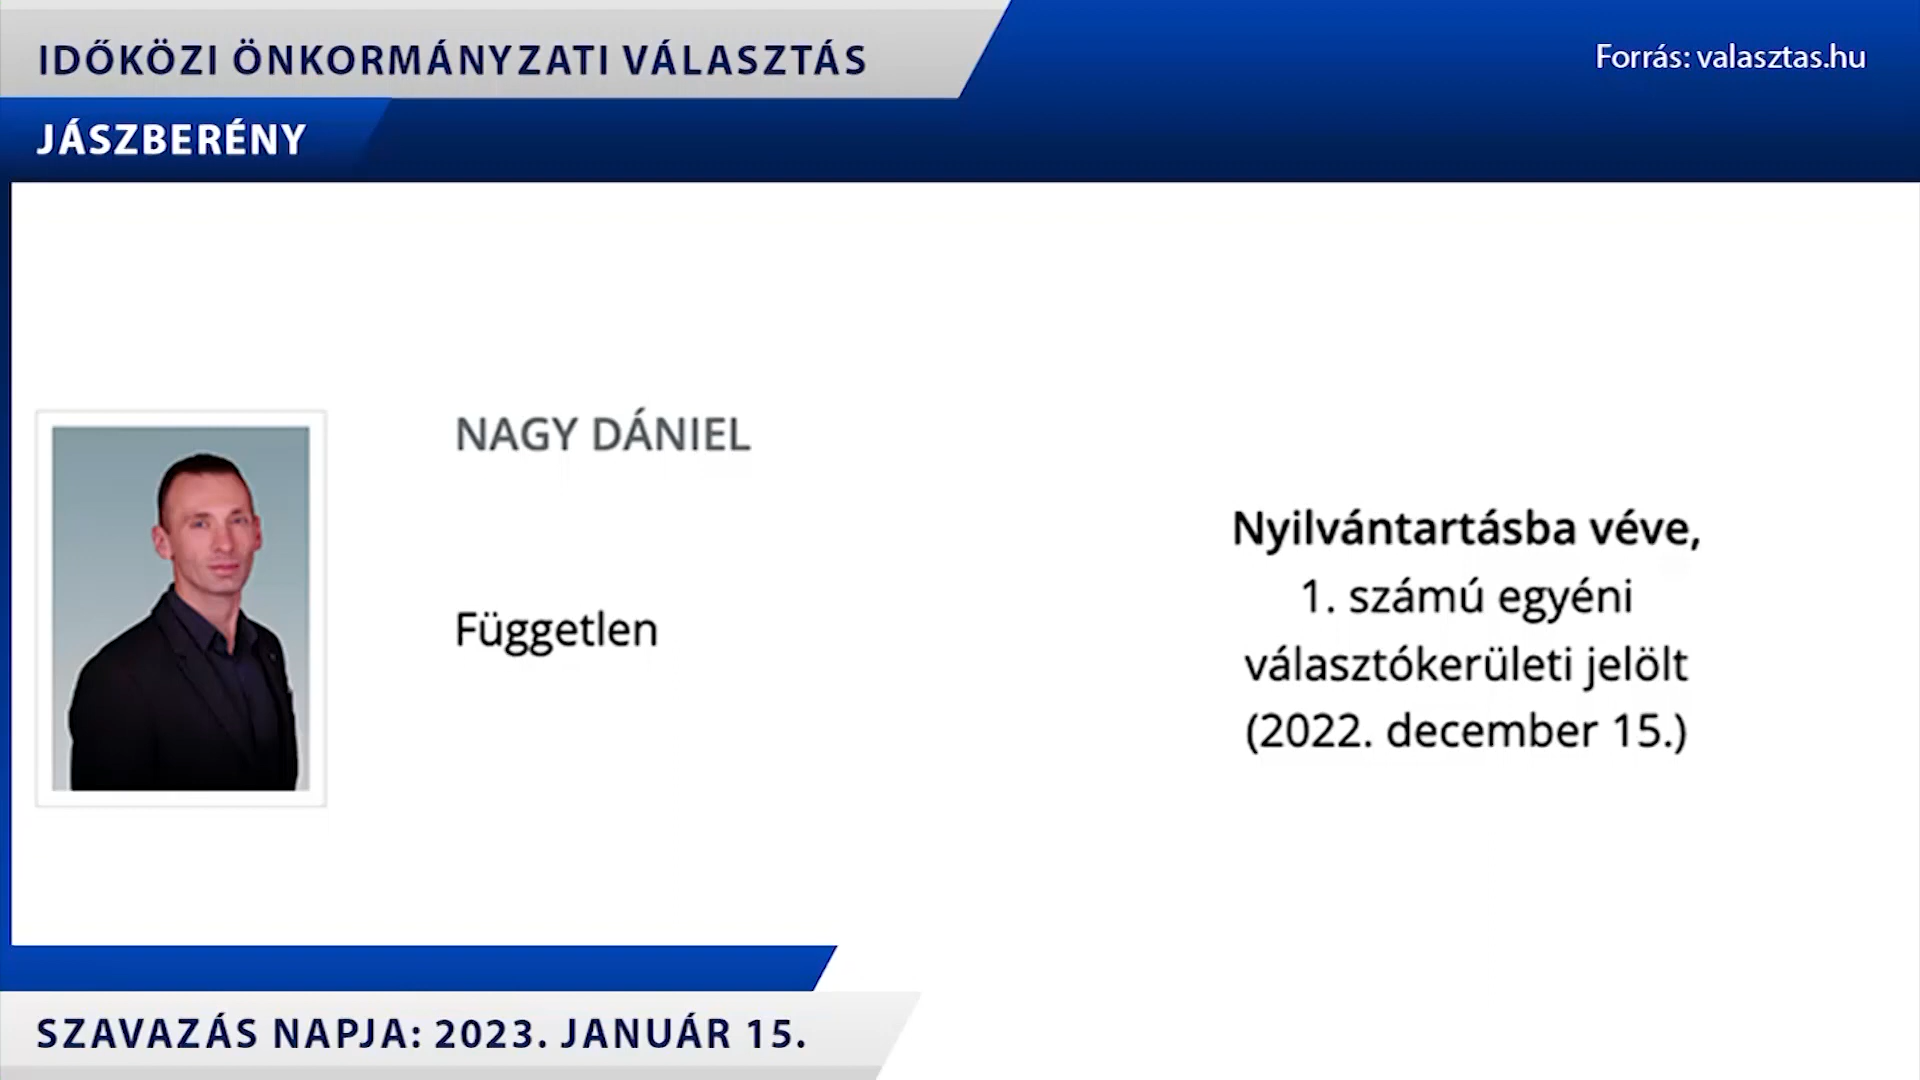 IDŐKÖZI ÖNKORMÁNYZATI VÁLASZTÁS
Forrás: valasztas.hu
JÁSZBERÉNY
NAGY DÁNIEL
Független
Nyilvántartásba véve,
1. számú egyéni
választókerületi jelölt
(2022. december 15.)
SZAVAZÁS NAPJA: 2023. JANUÁR 15.